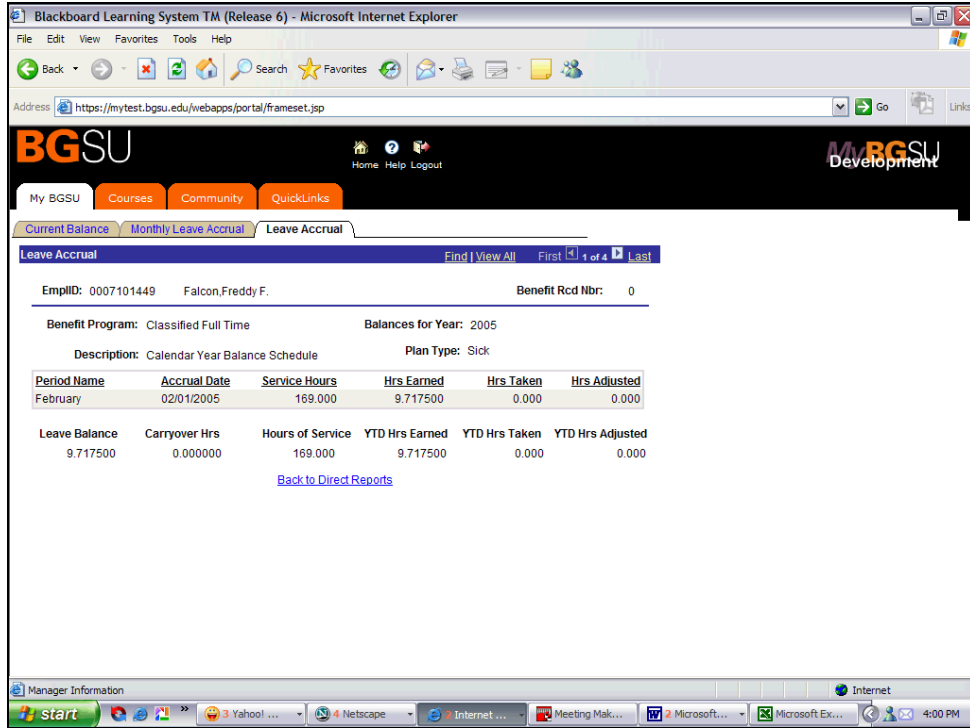 Blackboard Learning System TM (Release 6) - Microsoft Internet Explorer
File Edit View Favorites Tools Help
Back Search Favorites
Address https://mytest.bgsu.edu/webapps/portal/frameset.jsp Go Links
BGSU Home Help Logout MyBGSU
Development
My BGSU Courses Community QuickLinks
Current Balance Monthly Leave Accrual Leave Accrual
Leave Accrual Find | View All First 1 of 4 Last
EmplID: 0007101449 Falcon,Freddy F. Benefit Rcd Nbr: 0
Benefit Program: Classified Full Time Balances for Year: 2005
Description: Calendar Year Balance Schedule Plan Type: Sick
Period Name Accrual Date Service Hours Hrs Earned Hrs Taken Hrs Adjusted
February 02/01/2005 169.000 9.717500 0.000 0.000
Leave Balance Carryover Hrs Hours of Service YTD Hrs Earned YTD Hrs Taken YTD Hrs Adjusted
9.717500 0.000000 169.000 9.717500 0.000 0.000
Back to Direct Reports
Manager Information Internet
start 3 Yahoo! ... 4 Netscape 2 Internet ... Meeting Mak... 2 Microsoft... Microsoft Ex... 4:00 PM